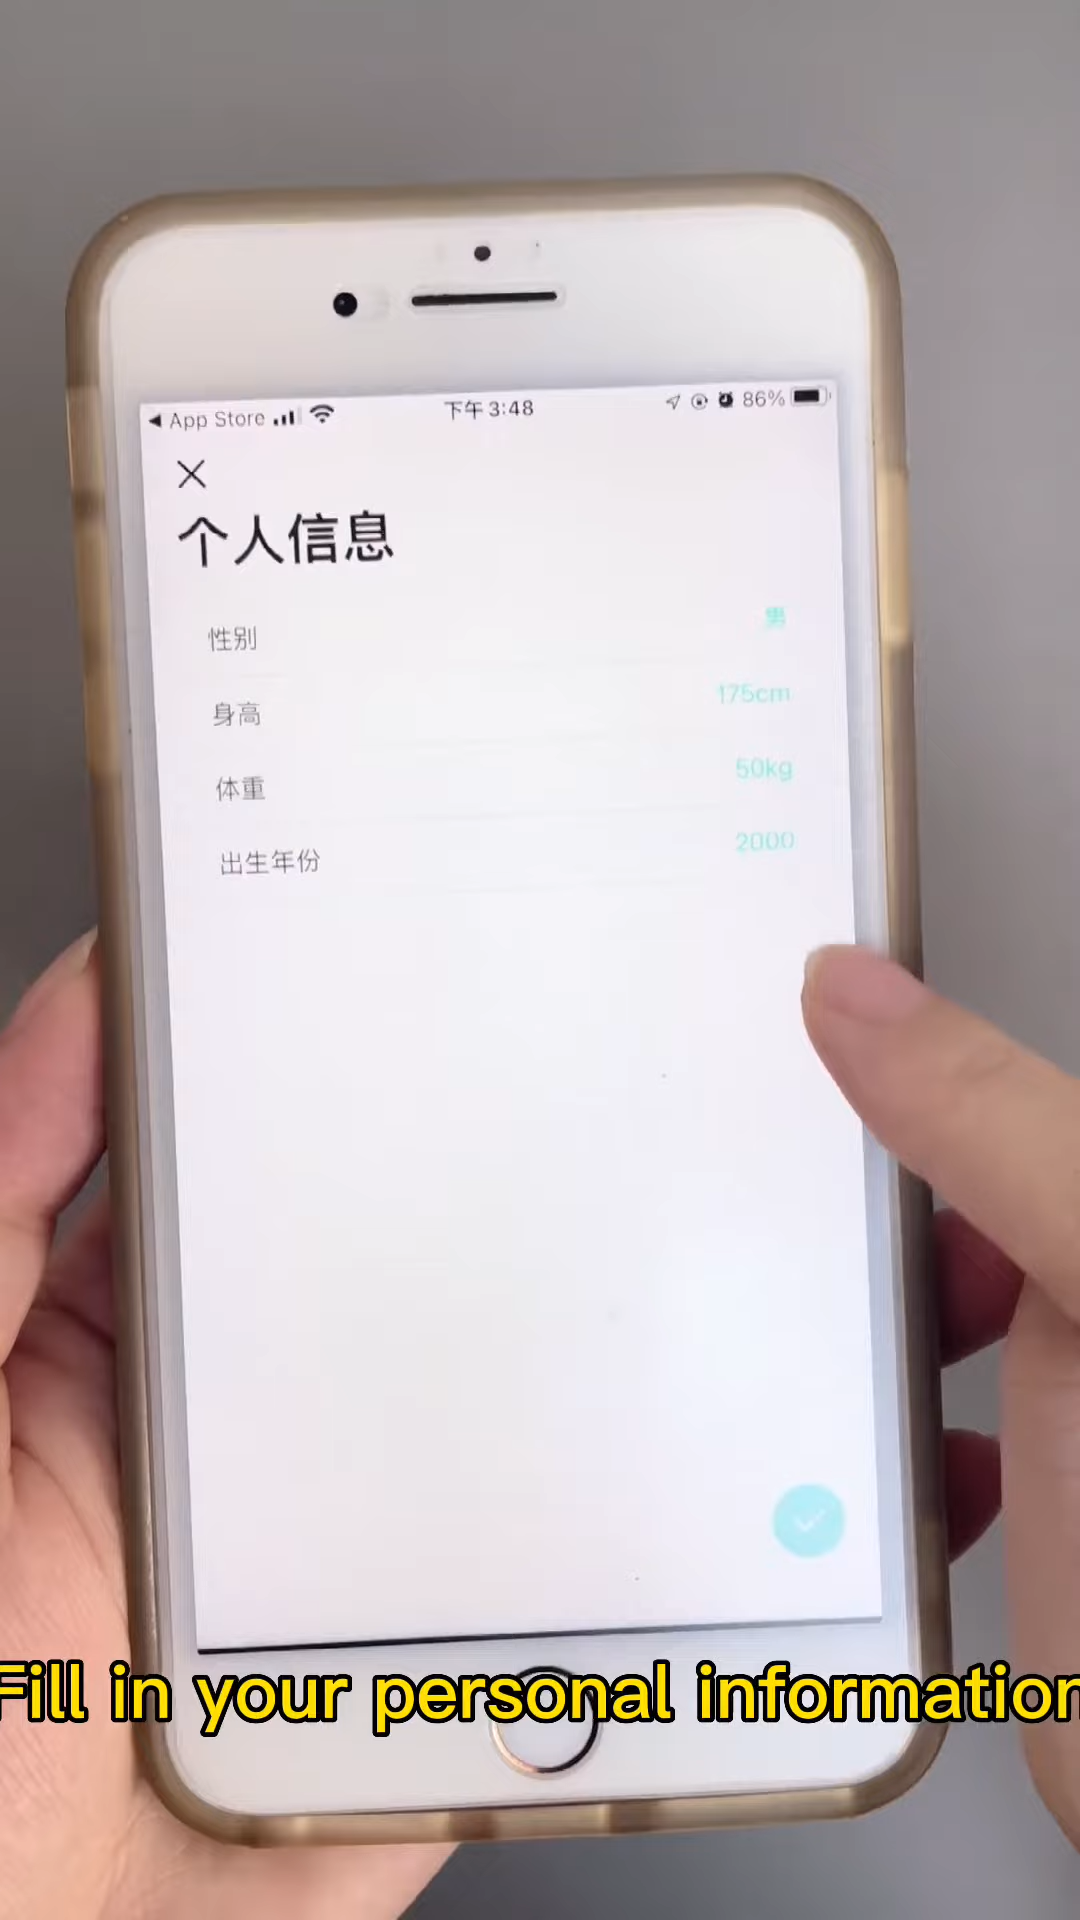 App Store 下午3:48 86%
个人信息
性别 男
身高 175cm
体重 50kg
出生年份 2000
Fill in your personal information